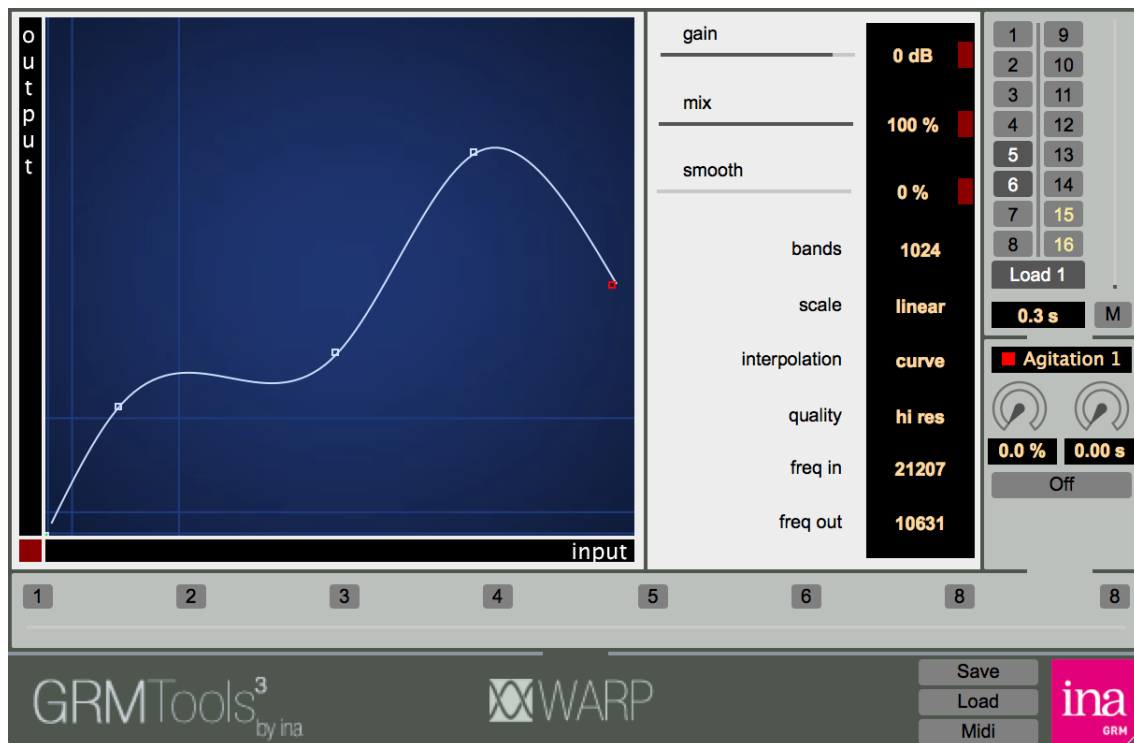 output
input
gain
0 dB
mix
100 %
smooth
0 %
bands
1024
scale
linear
interpolation
curve
quality
hi res
freq in
21207
freq out
10631
1 9
2 10
3 11
4 12
5 13
6 14
7 15
8 16
Load 1
0.3 s M
Agitation 1
0.0 % 0.00 s
Off
1 2 3 4 5 6 8 8
GRMTools3
by ina
WARP
Save
Load
Midi
ina
GRM